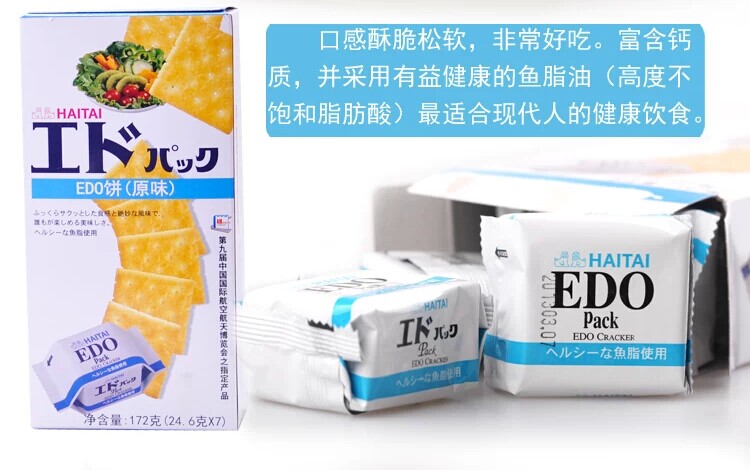 口感酥脆松软，非常好吃。富含钙
质，并采用有益健康的鱼脂油（高度不
饱和脂肪酸）最适合现代人的健康饮食。
HAITAI
エドパック
EDO饼(原味)
ふっくらサクッとした食感と絶妙な風味で、
誰もが楽しめる美味しさ。
ヘルシーな魚脂使用
第九届中国国际航空航天博览会之指定产品
HAITAI
EDO
Pack
EDO CRACKER
ヘルシーな魚脂使用
エドパック
净含量:172克(24.6克X7)
HAITAI
エドパック
Pack
EDO CRACKER
ヘルシーな魚脂使用
HAITAI
EDO
Pack
EDO CRACKER
ヘルシーな魚脂使用